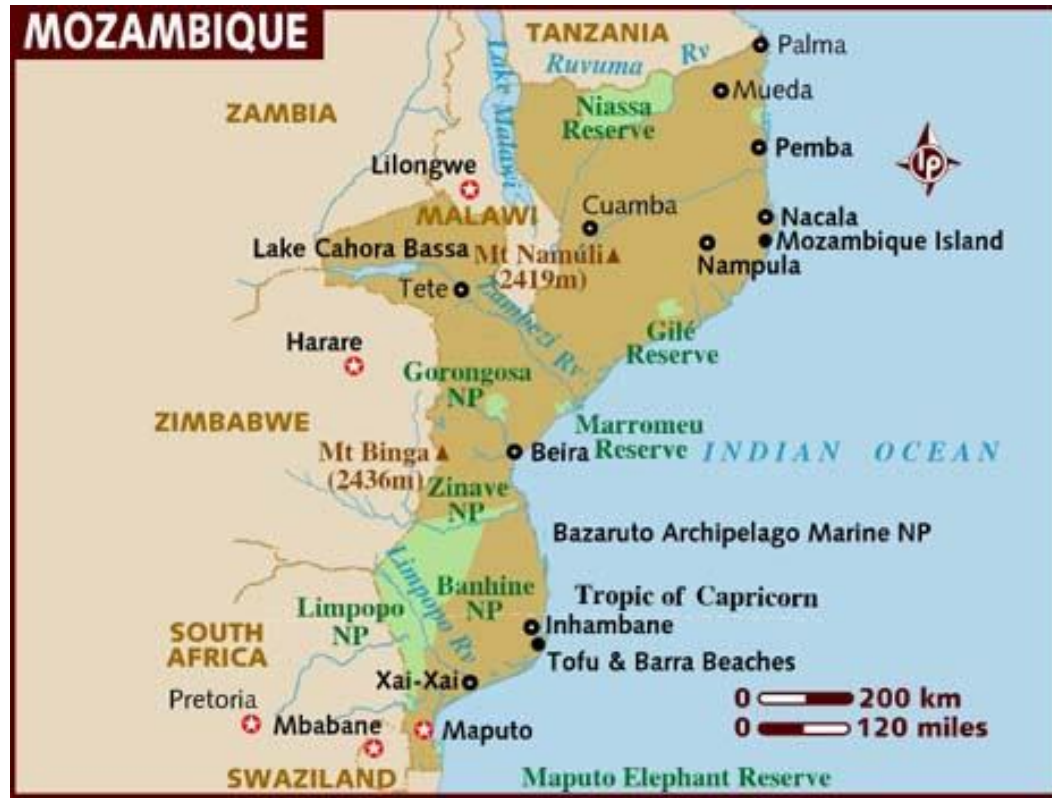 MOZAMBIQUE
TANZANIA
Ruvuma Rv
Palma
Mueda
Niassa
Reserve
ZAMBIA
Lake Malawi
Pemba
LP
Lilongwe
MALAWI
Cuamba
Nacala
Mozambique Island
Nampula
Lake Cahora Bassa
Mt Namúli
(2419m)
Tete
Zambezi Rv
Gilé
Reserve
Harare
Gorongosa
NP
ZIMBABWE
Marromeu
Reserve
Mt Binga
(2436m)
Beira
INDIAN OCEAN
Zinave
NP
Bazaruto Archipelago Marine NP
Limpopo Rv
Banhine
NP
Tropic of Capricorn
Limpopo
NP
Inhambane
SOUTH
AFRICA
Tofu & Barra Beaches
Xai-Xai
Pretoria
0 200 km
0 120 miles
Mbabane
Maputo
SWAZILAND
Maputo Elephant Reserve